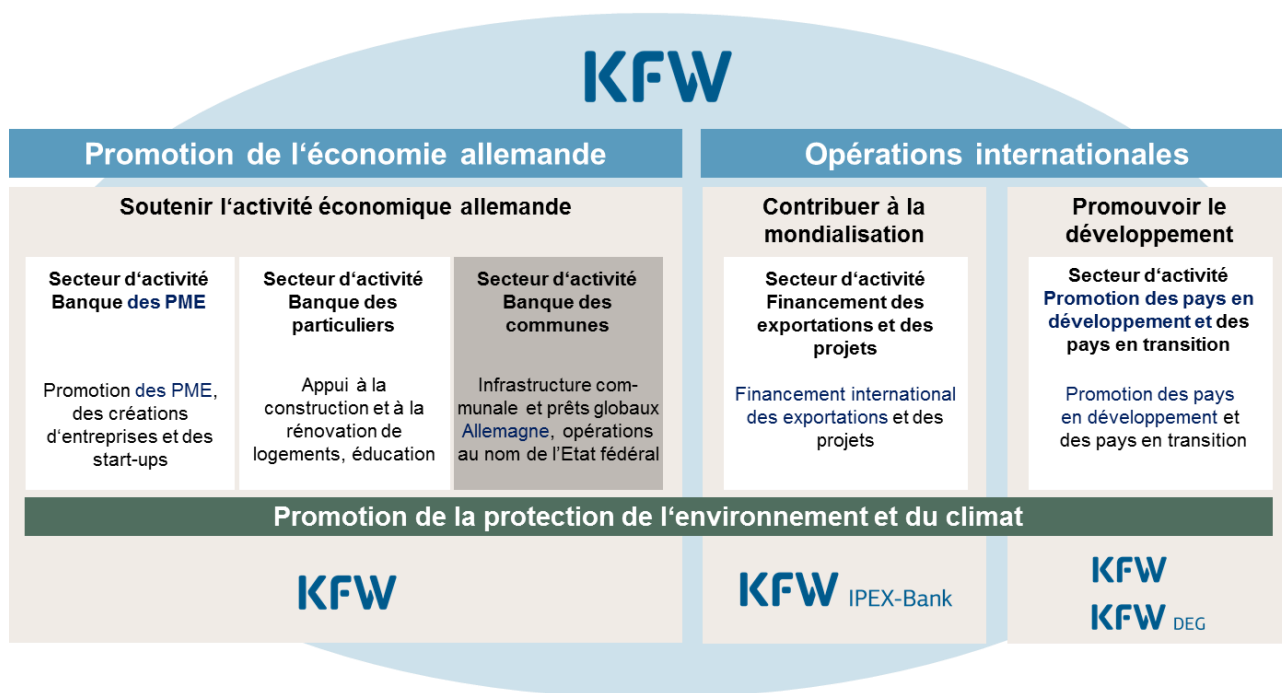 KFW
Promotion de l‘économie allemande
Opérations internationales
Soutenir l‘activité économique allemande
Secteur d‘activité
Banque des PME
Promotion des PME,
des créations
d‘entreprises et des
start-ups
Secteur d‘activité
Banque des
particuliers
Appui à la
construction et à la
rénovation de
logements, éducation
Secteur d‘activité
Banque des
communes
Infrastructure com-
munale et prêts globaux
Allemagne, opérations
au nom de l’Etat fédéral
Contribuer à la
mondialisation
Secteur d‘activité
Financement des
exportations et des
projets
Financement international
des exportations et des
projets
Promouvoir le
développement
Secteur d‘activité
Promotion des pays en
développement et des
pays en transition
Promotion des pays
en développement et
des pays en transition
Promotion de la protection de l‘environnement et du climat
KFW
KFW IPEX-Bank
KFW
KFW DEG